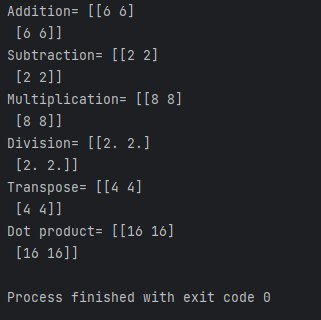 Addition= [[6 6]
 [6 6]]
Subtraction= [[2 2]
 [2 2]]
Multiplication= [[8 8]
 [8 8]]
Division= [[2. 2.]
 [2. 2.]]
Transpose= [[4 4]
 [4 4]]
Dot product= [[16 16]
 [16 16]]
Process finished with exit code 0